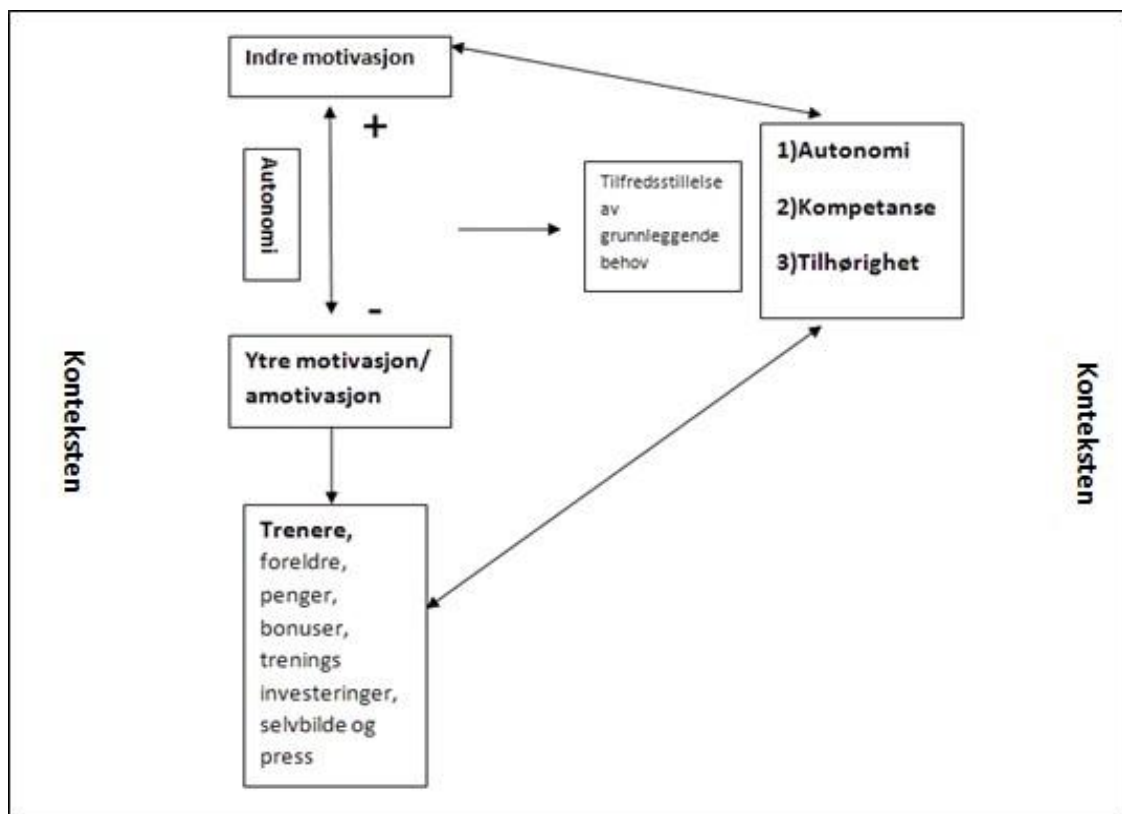 Indre motivasjon
+
Autonomi
-
Ytre motivasjon/
amotivasjon
Trenere,
foreldre,
penger,
bonuser,
trenings
investeringer,
selvbilde og
press
Tilfredsstillelse
av
grunnleggende
behov
1)Autonomi
2)Kompetanse
3)Tilhørighet
Konteksten
Konteksten